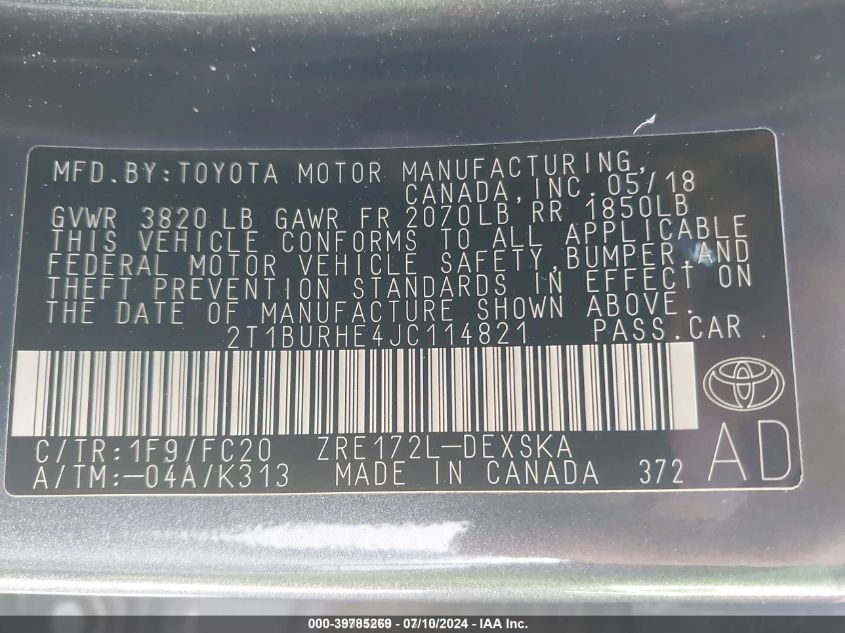 MFD.BY:TOYOTA MOTOR MANUFACTURING,
CANADA,INC.05/18
GVWR 3820 LB GAWR FR 2070LB RR 1850LB
THIS VEHICLE CONFORMS TO ALL APPLICABLE
FEDERAL MOTOR VEHICLE SAFETY,BUMPER,AND
THEFT PREVENTION STANDARDS IN EFFECT ON
THE DATE OF MANUFACTURE SHOWN ABOVE.
2T1BURHE4JC114821 PASS.CAR
C/TR:1F9/FC20 ZRE172L-DEXSKA
A/TM:-04A/K313 MADE IN CANADA 372
AD
000-39785269 - 07/10/2024 - IAA, Inc.